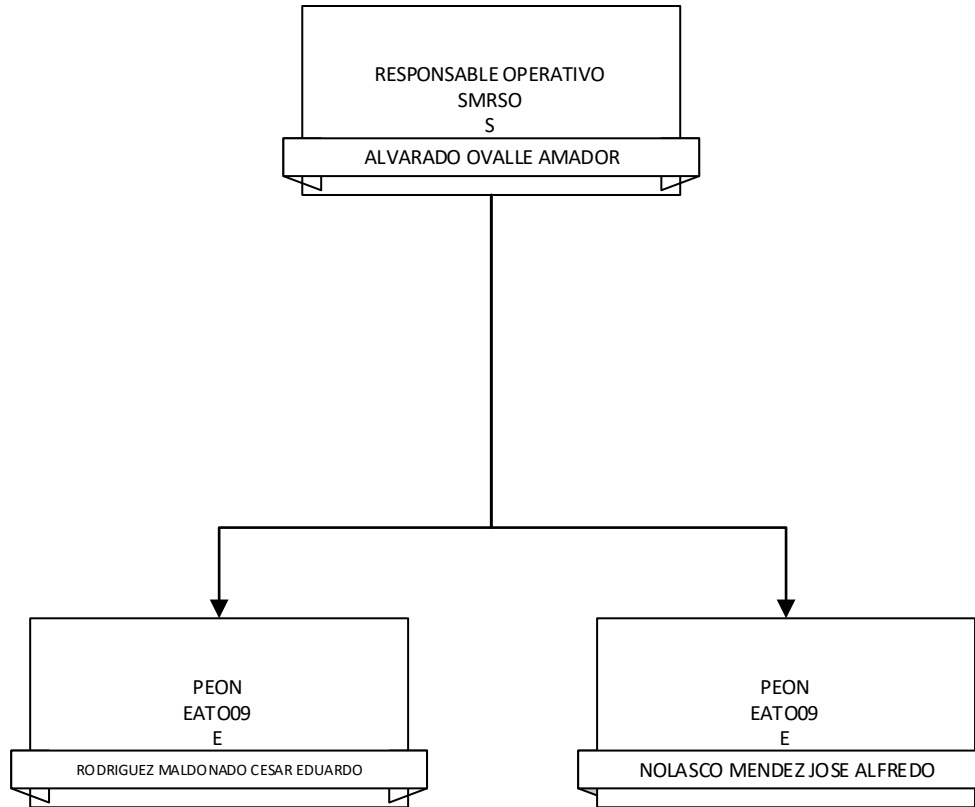 RESPONSABLE OPERATIVO
SMRSO
S
ALVARADO OVALLE AMADOR
PEON
EATO09
E
RODRIGUEZ MALDONADO CESAR EDUARDO
PEON
EATO09
E
NOLASCO MENDEZ JOSE ALFREDO